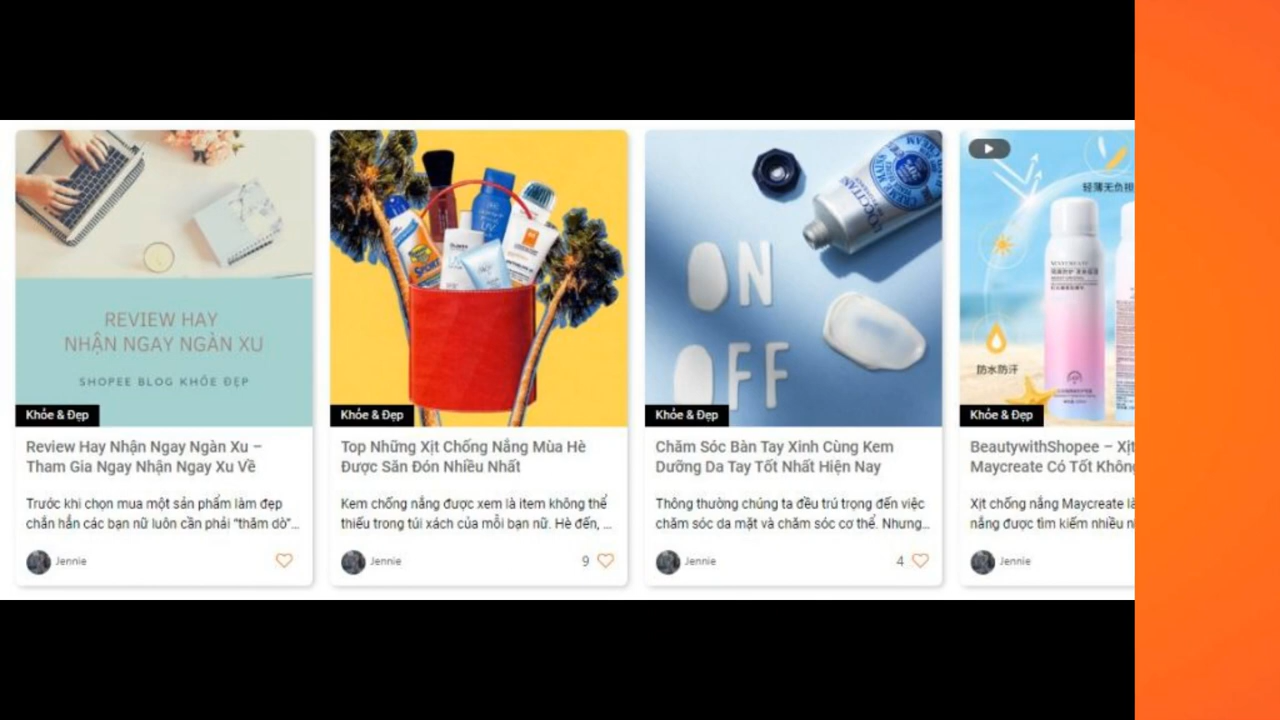 REVIEW HAY
NHẬN NGAY NGÀN XU
SHOPEE BLOG KHỎE ĐẸP
Khỏe & Đẹp
Review Hay Nhận Ngay Ngàn Xu –
Tham Gia Ngay Nhận Ngay Xu Về
Trước khi chọn mua một sản phẩm làm đẹp
chắn hẳn các bạn nữ luôn cần phải “thăm dò”...
Jennie
SPORT
UV
Khỏe & Đẹp
Top Những Xịt Chống Nắng Mùa Hè
Được Săn Đón Nhiều Nhất
Kem chống nắng được xem là item không thể
thiếu trong túi xách của mỗi bạn nữ. Hè đến, ...
Jennie
9
L'OCCITANE
ON
OFF
Khỏe & Đẹp
Chăm Sóc Bàn Tay Xinh Cùng Kem
Dưỡng Da Tay Tốt Nhất Hiện Nay
Thông thường chúng ta đều trú trọng đến việc
chăm sóc da mặt và chăm sóc cơ thể. Nhưng...
Jennie
4
轻薄无负担
防水防汗
Khỏe & Đẹp
BeautywithShopee – Xịt
Maycreate Có Tốt Không
Xịt chống nắng Maycreate là
nắng được tìm kiếm nhiều
Jennie